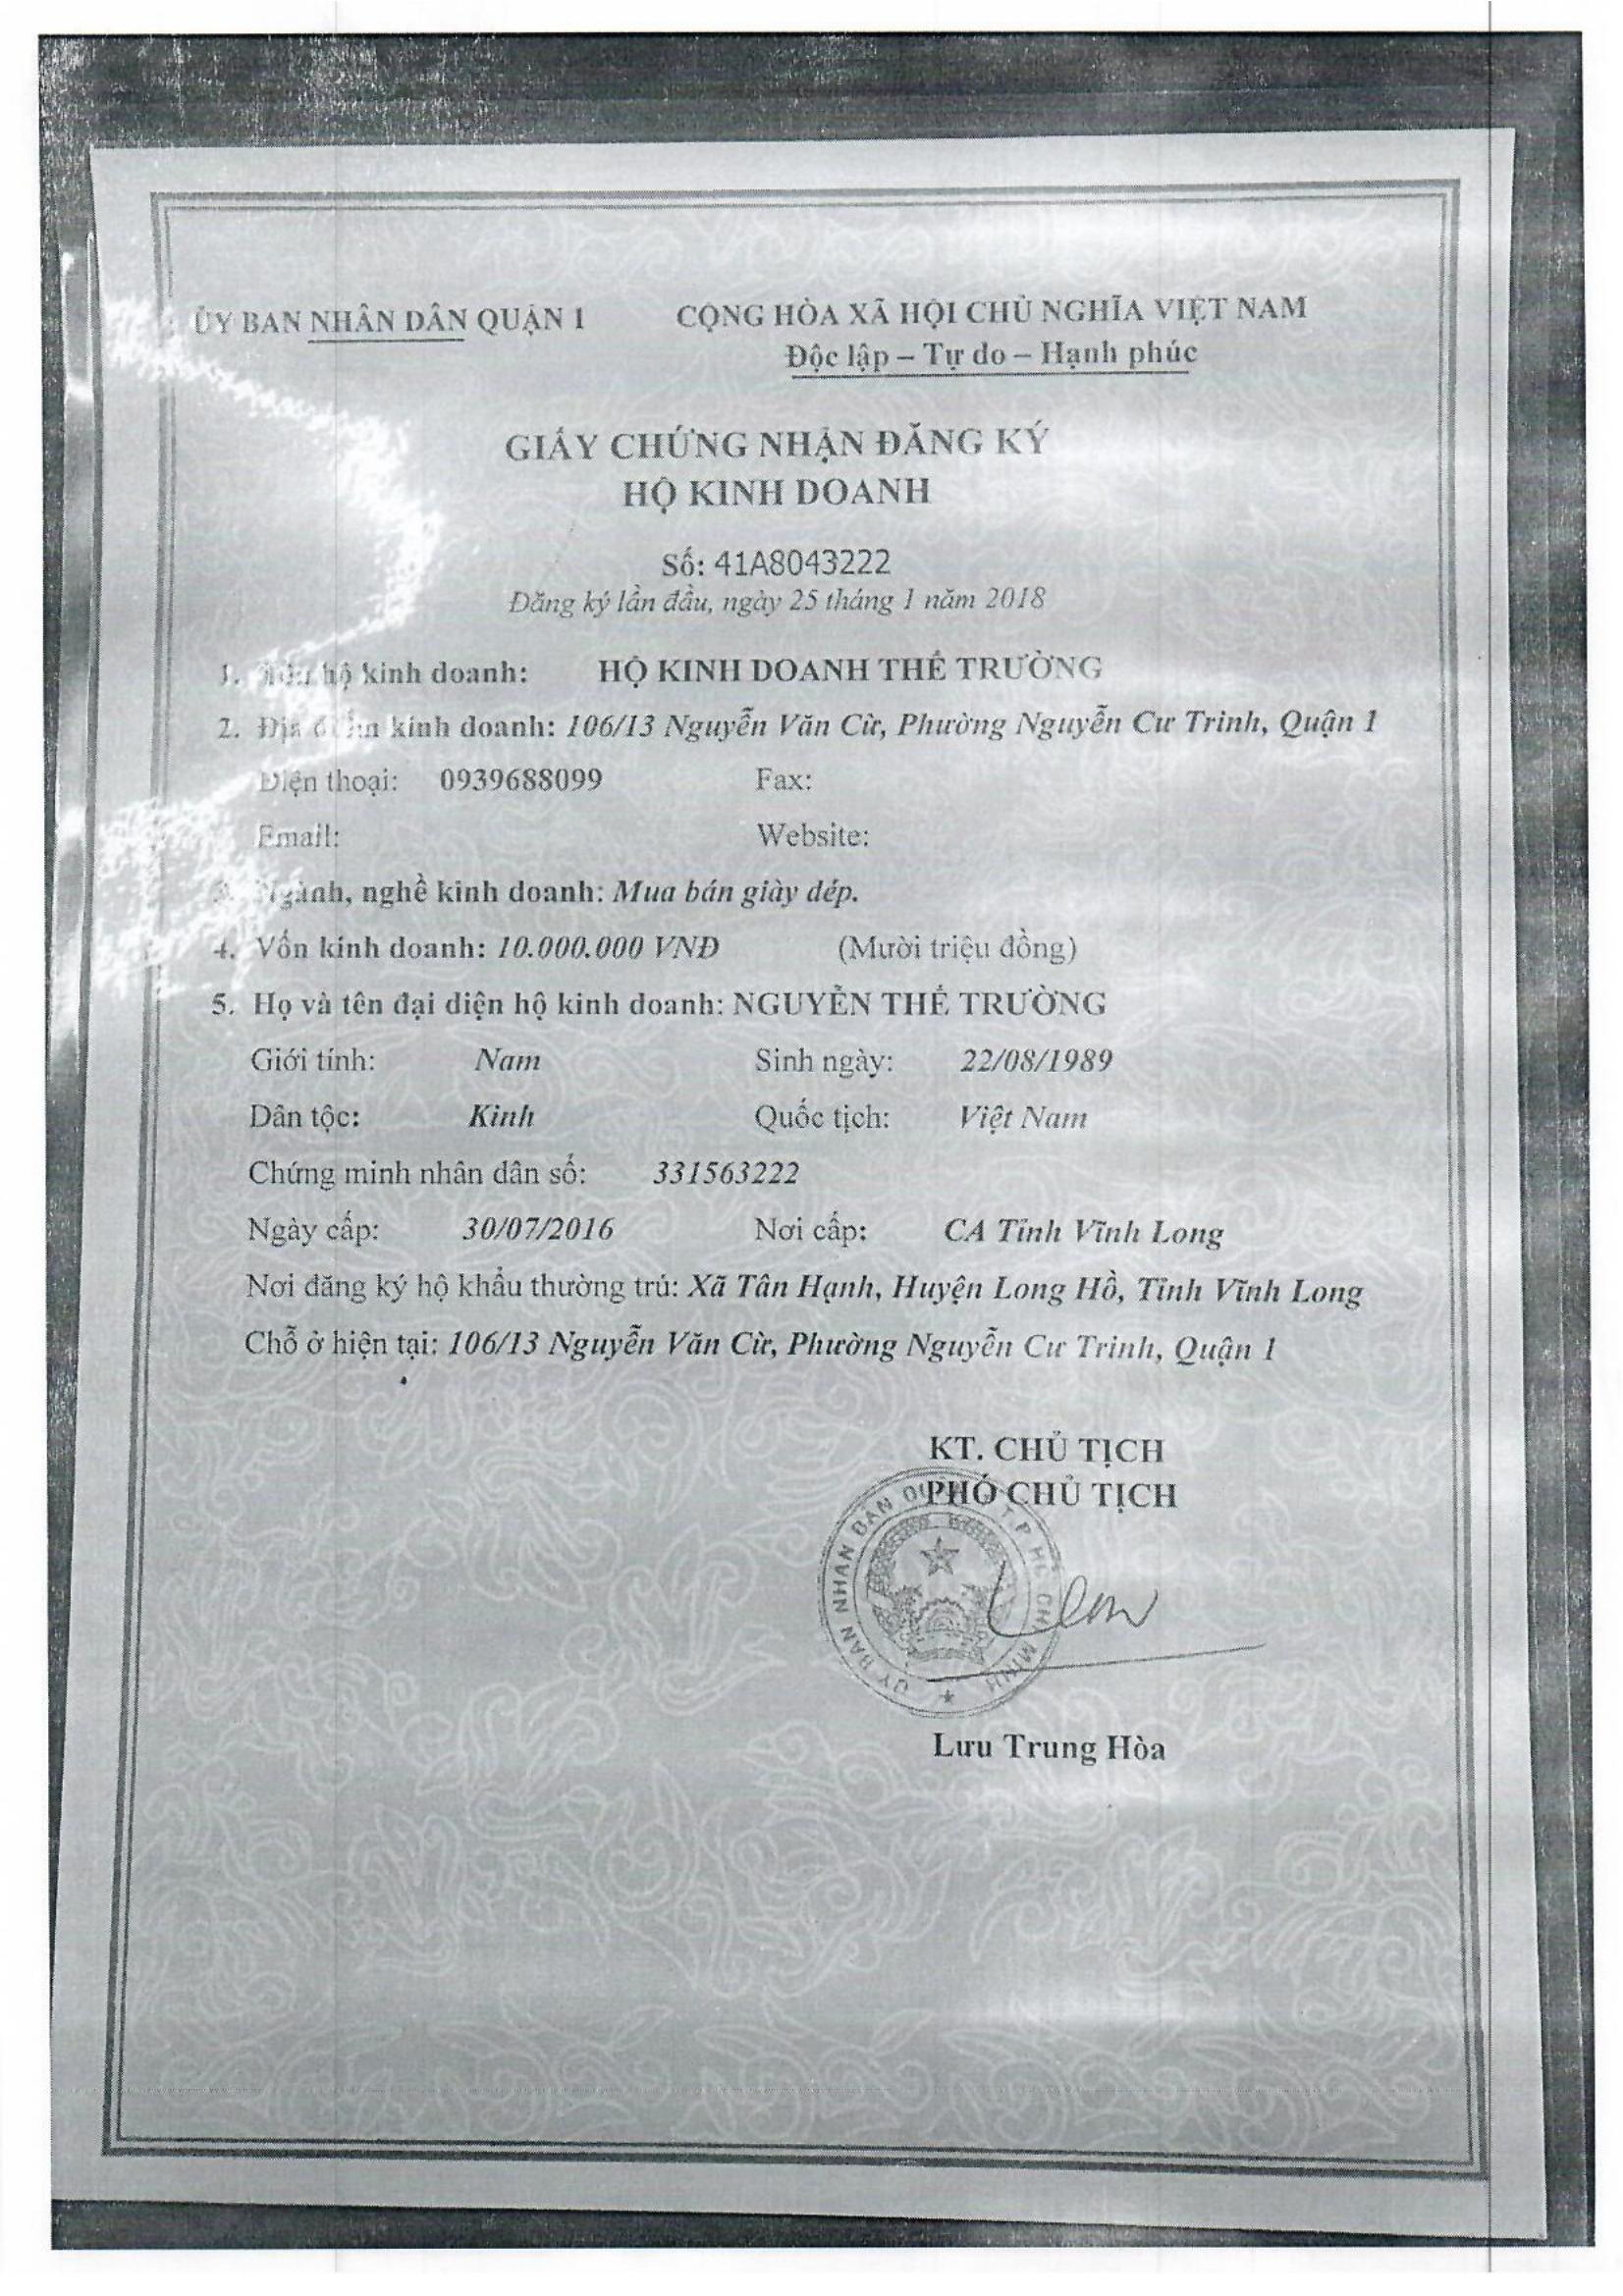 ỦY BAN NHÂN DÂN QUẬN 1
CỘNG HÒA XÃ HỘI CHỦ NGHĨA VIỆT NAM
Độc lập – Tự do – Hạnh phúc
GIẤY CHỨNG NHẬN ĐĂNG KÝ
HỘ KINH DOANH
Số: 41A8043222
Đăng ký lần đầu, ngày 25 tháng 1 năm 2018
1. Tên hộ kinh doanh: HỘ KINH DOANH THẾ TRƯỜNG
2. Địa điểm kinh doanh: 106/13 Nguyễn Văn Cừ, Phường Nguyễn Cư Trinh, Quận 1
Điện thoại: 0939688099 Fax:
Email: Website:
3. Ngành, nghề kinh doanh: Mua bán giày dép.
4. Vốn kinh doanh: 10.000.000 VNĐ (Mười triệu đồng)
5. Họ và tên đại diện hộ kinh doanh: NGUYỄN THẾ TRƯỜNG
Giới tính: Nam Sinh ngày: 22/08/1989
Dân tộc: Kinh Quốc tịch: Việt Nam
Chứng minh nhân dân số: 331563222
Ngày cấp: 30/07/2016 Nơi cấp: CA Tỉnh Vĩnh Long
Nơi đăng ký hộ khẩu thường trú: Xã Tân Hạnh, Huyện Long Hồ, Tỉnh Vĩnh Long
Chỗ ở hiện tại: 106/13 Nguyễn Văn Cừ, Phường Nguyễn Cư Trinh, Quận 1
KT. CHỦ TỊCH
PHÓ CHỦ TỊCH
ỦY BAN NHÂN DÂN TP HỒ CHÍ MINH
Lưu Trung Hòa